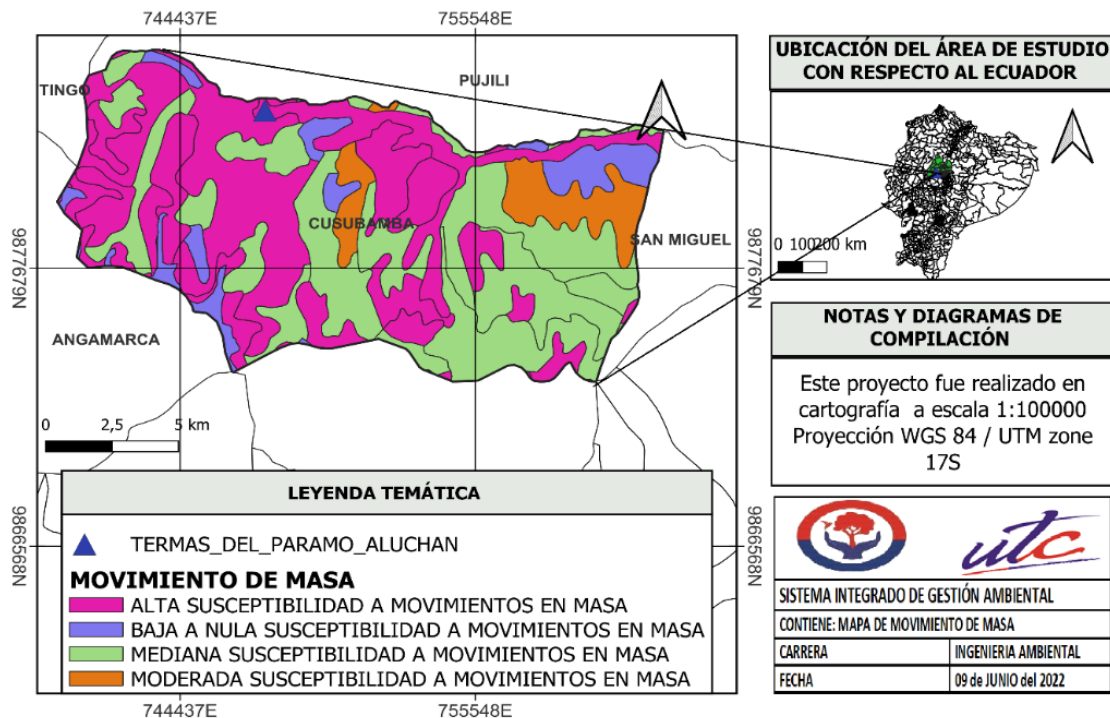 744437E
755548E
TINGO
PUJILI
CUSUBAMBA
SAN MIGUEL
ANGAMARCA
9877679N
9877679N
9866568N
9866568N
0 2,5 5 km
LEYENDA TEMÁTICA
TERMAS_DEL_PARAMO_ALUCHAN
MOVIMIENTO DE MASA
ALTA SUSCEPTIBILIDAD A MOVIMIENTOS EN MASA
BAJA A NULA SUSCEPTIBILIDAD A MOVIMIENTOS EN MASA
MEDIANA SUSCEPTIBILIDAD A MOVIMIENTOS EN MASA
MODERADA SUSCEPTIBILIDAD A MOVIMIENTOS EN MASA
744437E
755548E
UBICACIÓN DEL ÁREA DE ESTUDIO
CON RESPECTO AL ECUADOR
0 100200 km
NOTAS Y DIAGRAMAS DE
COMPILACIÓN
Este proyecto fue realizado en
cartografía a escala 1:100000
Proyección WGS 84 / UTM zone
17S
utc
SISTEMA INTEGRADO DE GESTIÓN AMBIENTAL
CONTIENE: MAPA DE MOVIMIENTO DE MASA
CARRERA INGENIERIA AMBIENTAL
FECHA 09 de JUNIO del 2022